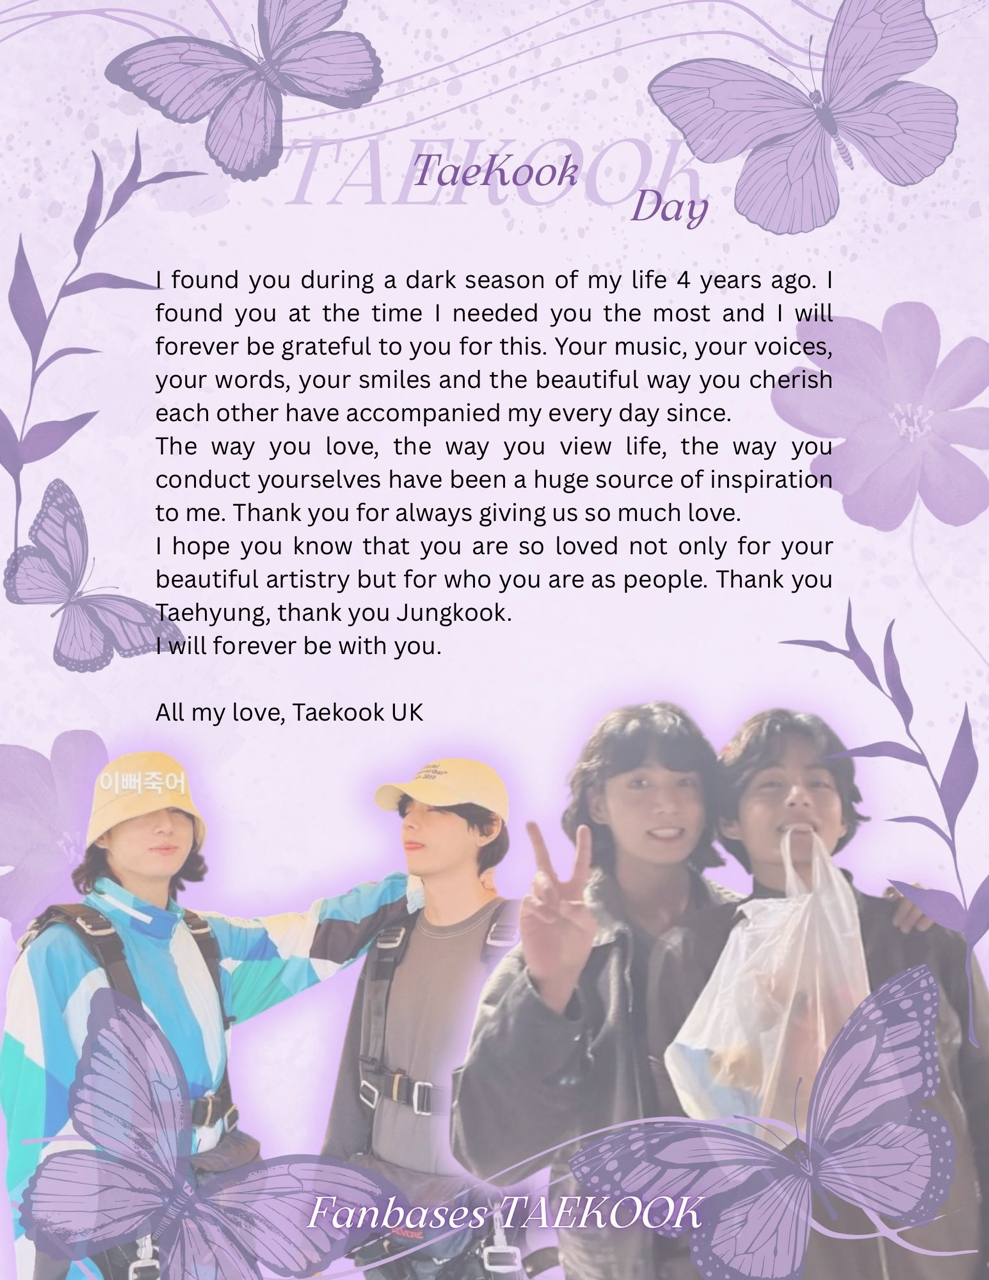 TAEKOOK
TaeKook
Day
I found you during a dark season of my life 4 years ago. I
found you at the time I needed you the most and I will
forever be grateful to you for this. Your music, your voices,
your words, your smiles and the beautiful way you cherish
each other have accompanied my every day since.
The way you love, the way you view life, the way you
conduct yourselves have been a huge source of inspiration
to me. Thank you for always giving us so much love.
I hope you know that you are so loved not only for your
beautiful artistry but for who you are as people. Thank you
Taehyung, thank you Jungkook.
I will forever be with you.
All my love, Taekook UK
이뻐죽어
Fanbases TAEKOOK